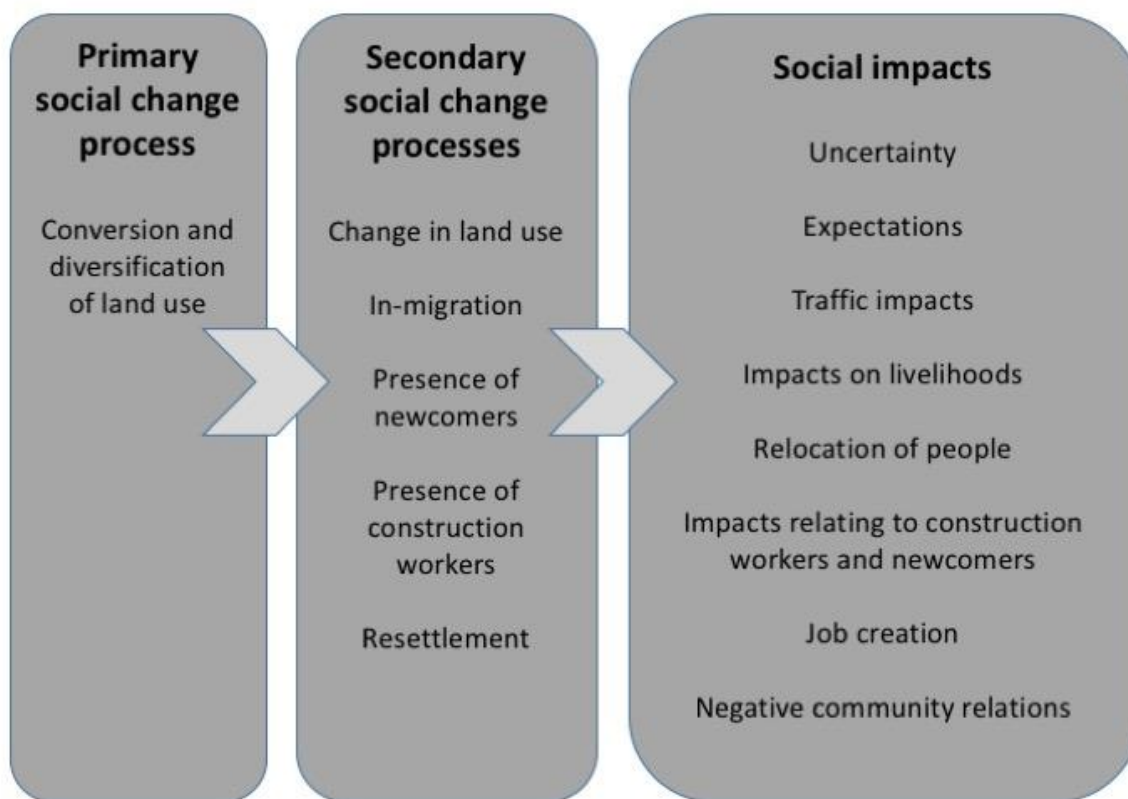 Primary
social change
process
Conversion and
diversification
of land use
Secondary
social change
processes
Change in land use
In-migration
Presence of
newcomers
Presence of
construction
workers
Resettlement
Social impacts
Uncertainty
Expectations
Traffic impacts
Impacts on livelihoods
Relocation of people
Impacts relating to construction
workers and newcomers
Job creation
Negative community relations